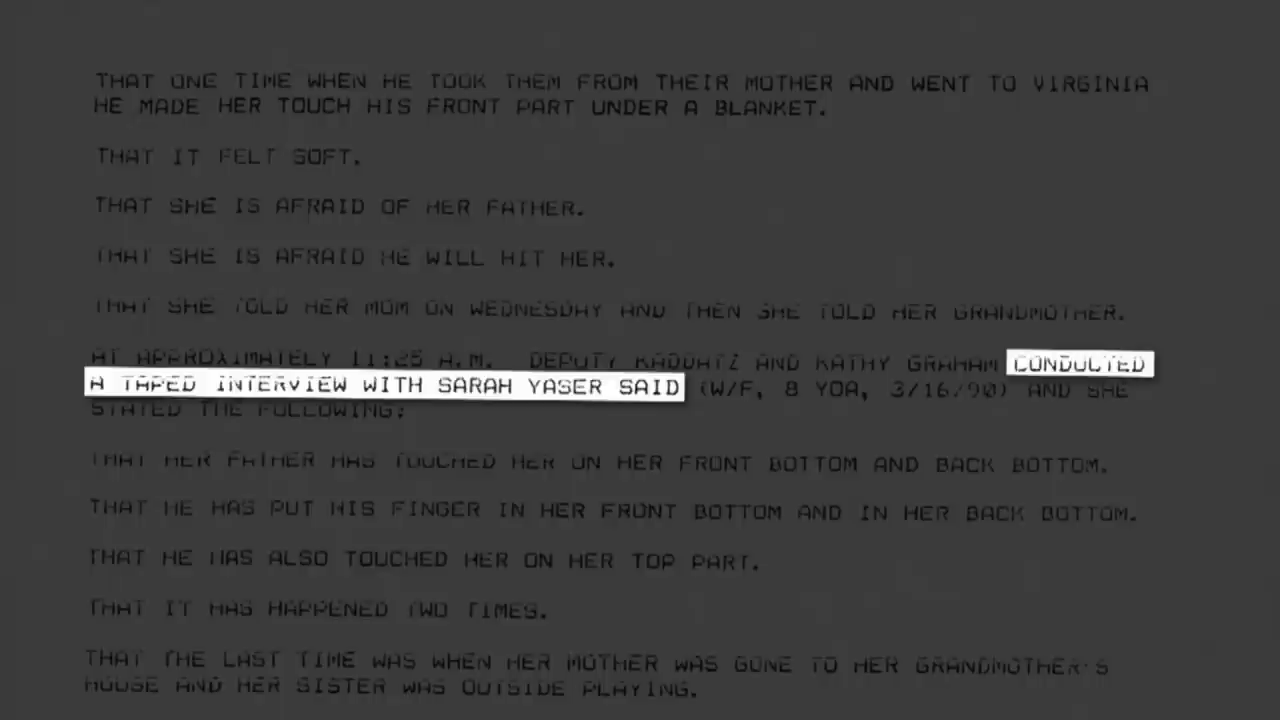 THAT ONE TIME WHEN HE TOOK THEM FROM THEIR MOTHER AND WENT TO VIRGINIA
HE MADE HER TOUCH HIS FRONT PART UNDER A BLANKET.
THAT IT FELT SOFT.
THAT SHE IS AFRAID OF HER FATHER.
THAT SHE IS AFRAID HE WILL HIT HER.
THAT SHE TOLD HER MOM ON WEDNESDAY AND THEN SHE TOLD HER GRANDMOTHER.
AT APPROXIMATELY 11:25 A.M. DEPUTY KADDATZ AND KATHY GRAHAM CONDUCTED
A TAPED INTERVIEW WITH SARAH YASER SAID (W/F, 8 YOA, 3/16/90) AND SHE
STATED THE FOLLOWING:
THAT HER FATHER HAS TOUCHED HER ON HER FRONT BOTTOM AND BACK BOTTOM.
THAT HE HAS PUT HIS FINGER IN HER FRONT BOTTOM AND IN HER BACK BOTTOM.
THAT HE HAS ALSO TOUCHED HER ON HER TOP PART.
THAT IT HAS HAPPENED TWO TIMES.
THAT THE LAST TIME WAS WHEN HER MOTHER WAS GONE TO HER GRANDMOTHER'S
HOUSE AND HER SISTER WAS OUTSIDE PLAYING.